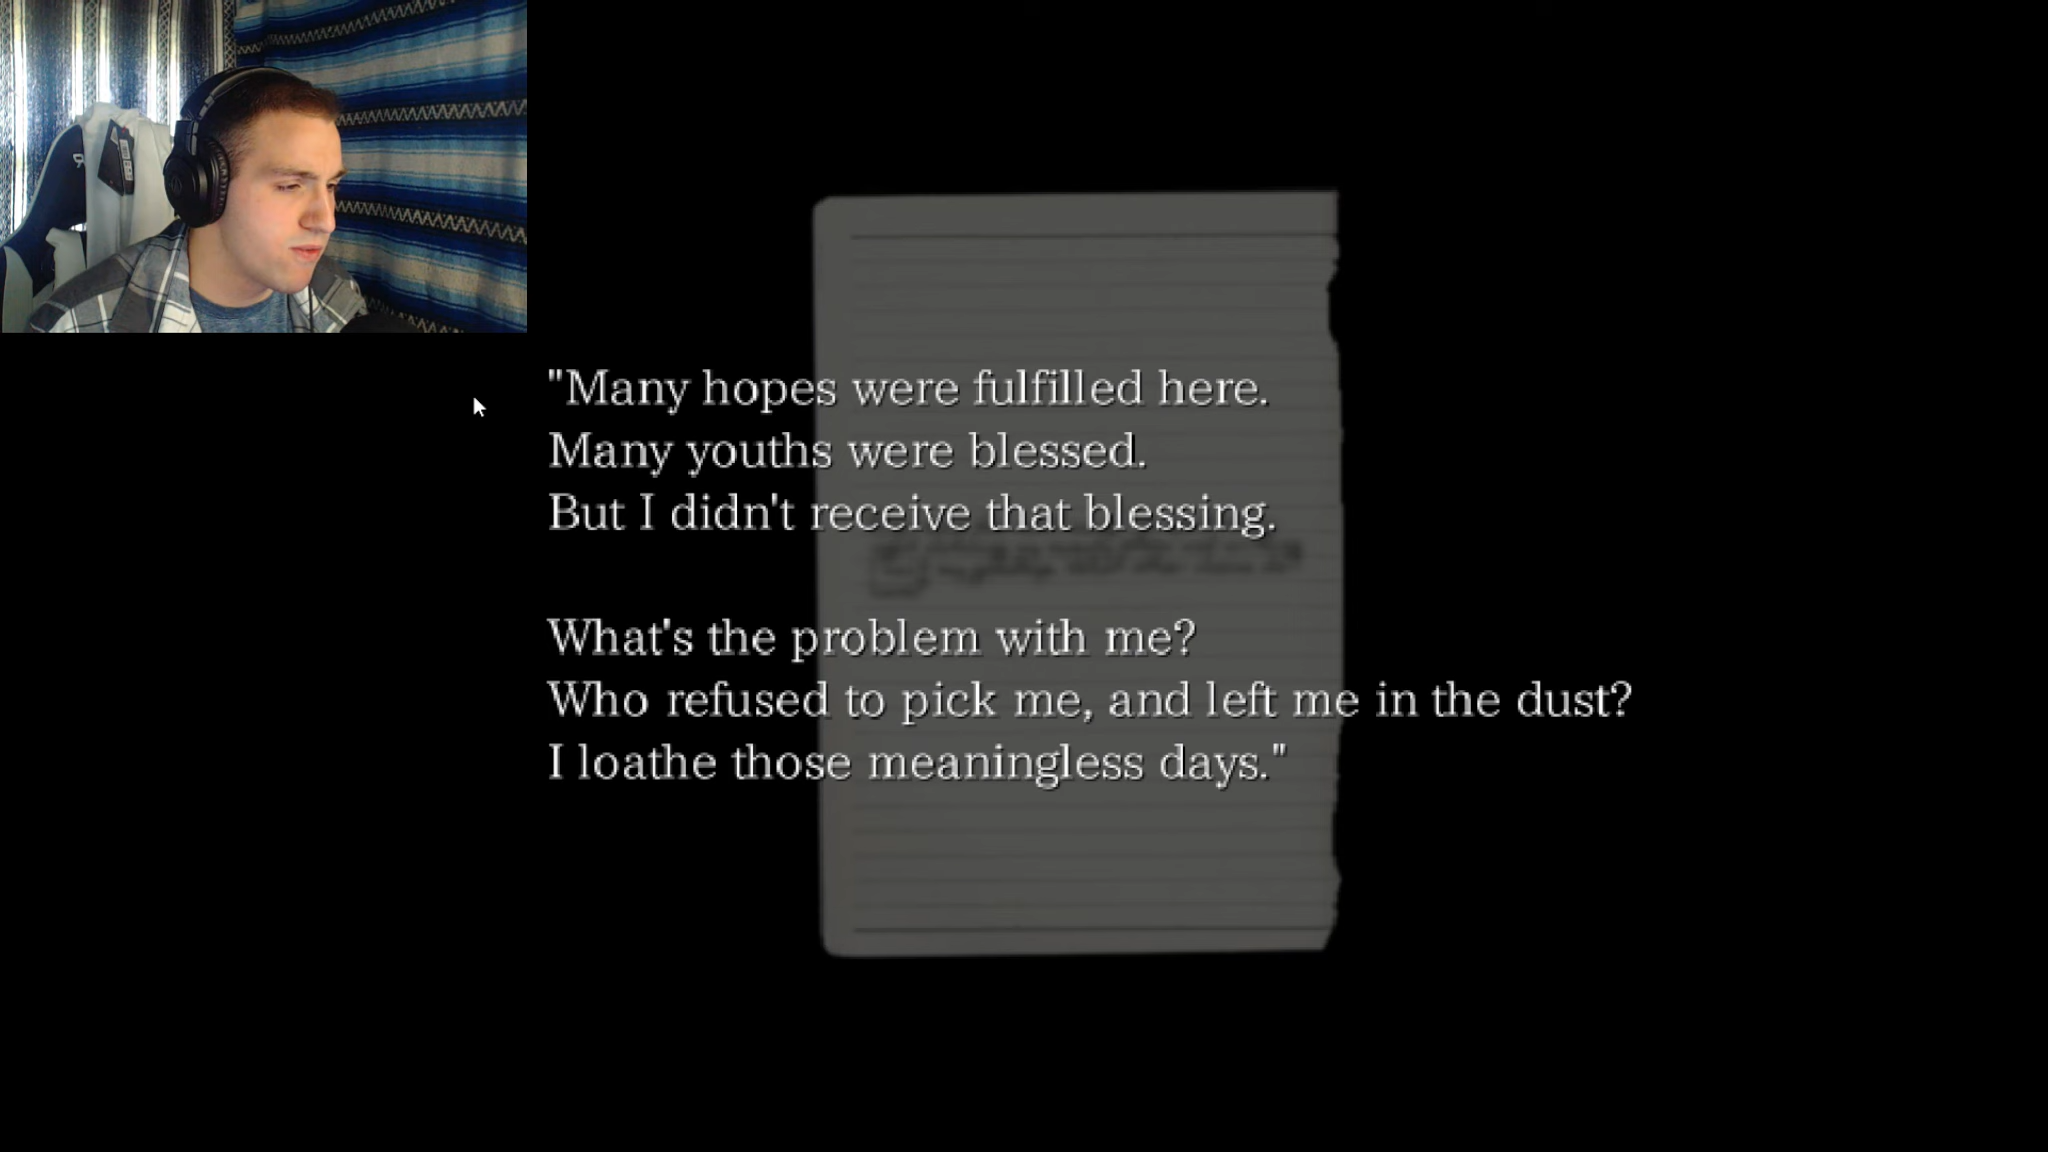 "Many hopes were fulfilled here.
Many youths were blessed.
But I didn't receive that blessing.
What's the problem with me?
Who refused to pick me, and left me in the dust?
I loathe those meaningless days."